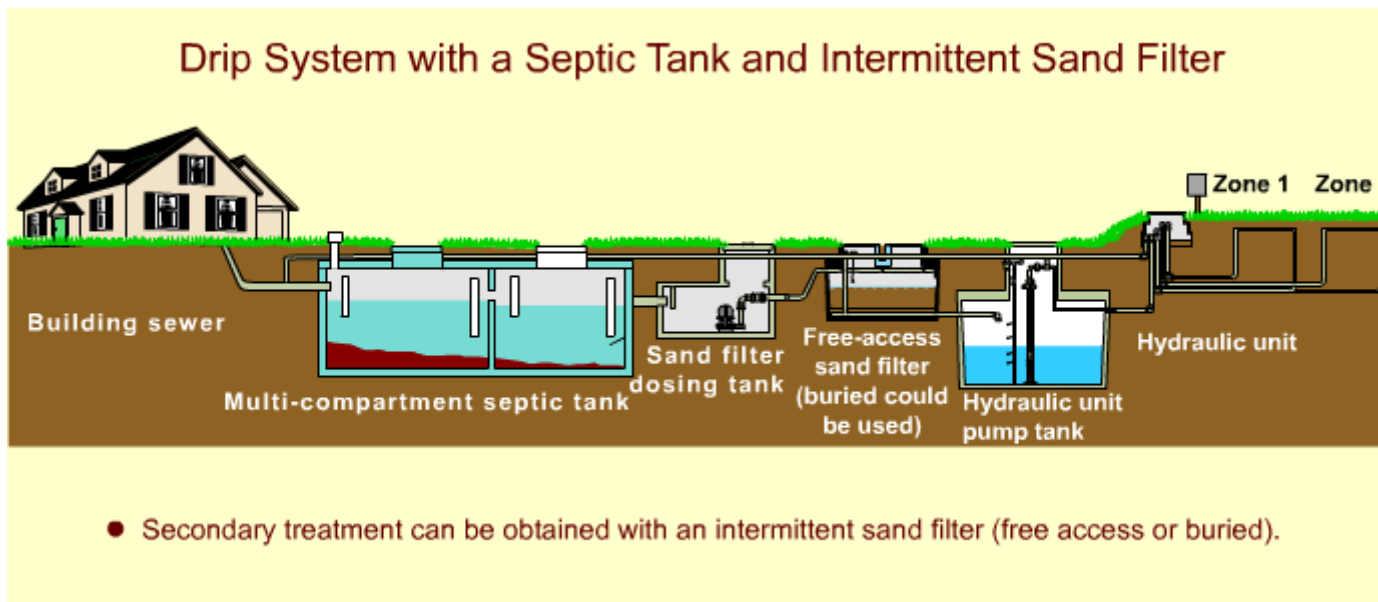 Drip System with a Septic Tank and Intermittent Sand Filter
Zone 1 Zone
Building sewer
Multi-compartment septic tank
Sand filter
dosing tank
Free-access
sand filter
(buried could
be used)
Hydraulic unit
pump tank
Hydraulic unit
● Secondary treatment can be obtained with an intermittent sand filter (free access or buried).